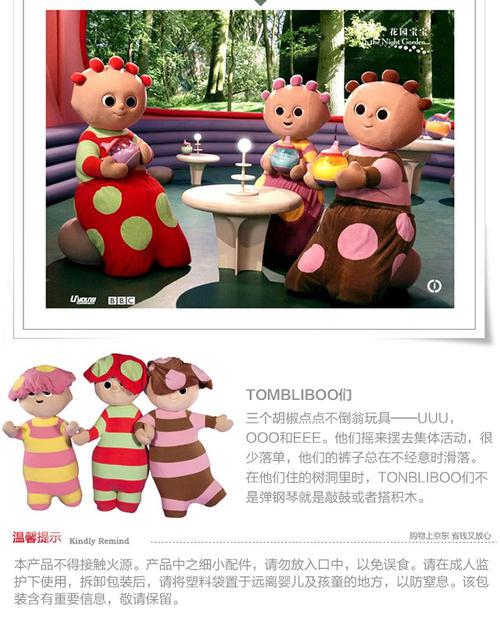 花园宝宝
In the Night Garden...
UYoung BBC
TOMBLIBOO们
三个胡椒点点不倒翁玩具——UUU，
OOO和EEE。他们摇来摆去集体活动，很
少落单，他们的裤子总在不经意时滑落。
在他们住的树洞里时，TONBLIBOO们不
是弹钢琴就是敲鼓或者搭积木。
温馨提示 Kindly Remind 购物上京东 省钱又放心
本产品不得接触火源。产品中之细小配件，请勿放入口中，以免误食。请在成人监
护下使用，拆卸包装后，请将塑料袋置于远离婴儿及孩童的地方，以防窒息。该包
装含有重要信息，敬请保留。